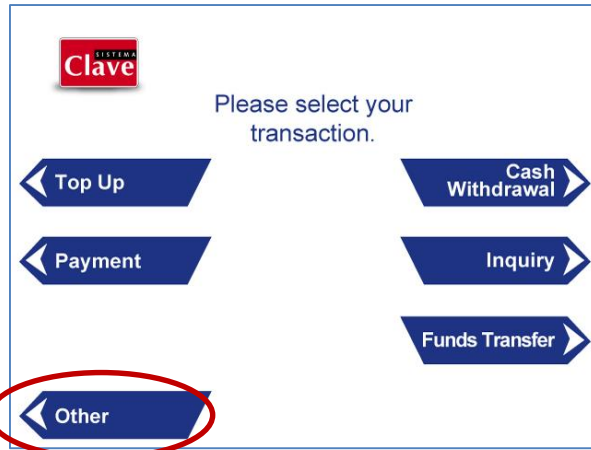 SISTEMA
Clave
Please select your
transaction.
Top Up
Cash
Withdrawal
Payment
Inquiry
Funds Transfer
Other